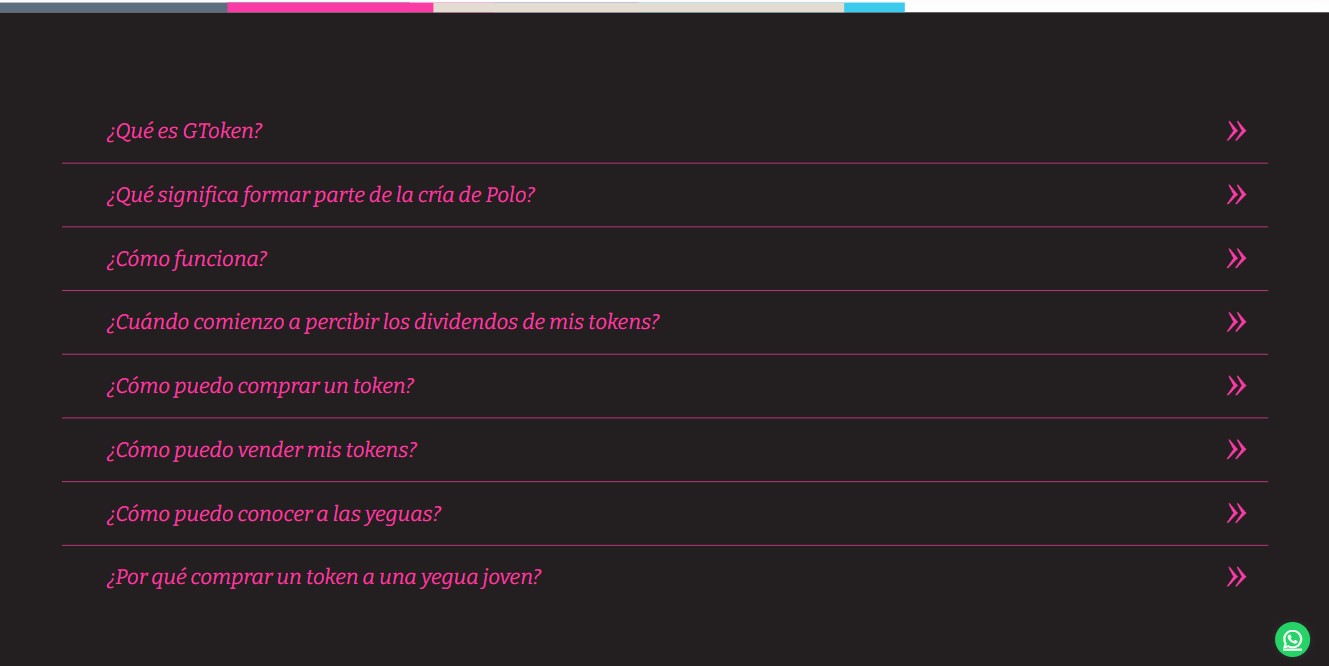 ¿Qué es GToken?
»
¿Qué significa formar parte de la cría de Polo?
»
¿Cómo funciona?
»
¿Cuándo comienzo a percibir los dividendos de mis tokens?
»
¿Cómo puedo comprar un token?
»
¿Cómo puedo vender mis tokens?
»
¿Cómo puedo conocer a las yeguas?
»
¿Por qué comprar un token a una yegua joven?
»